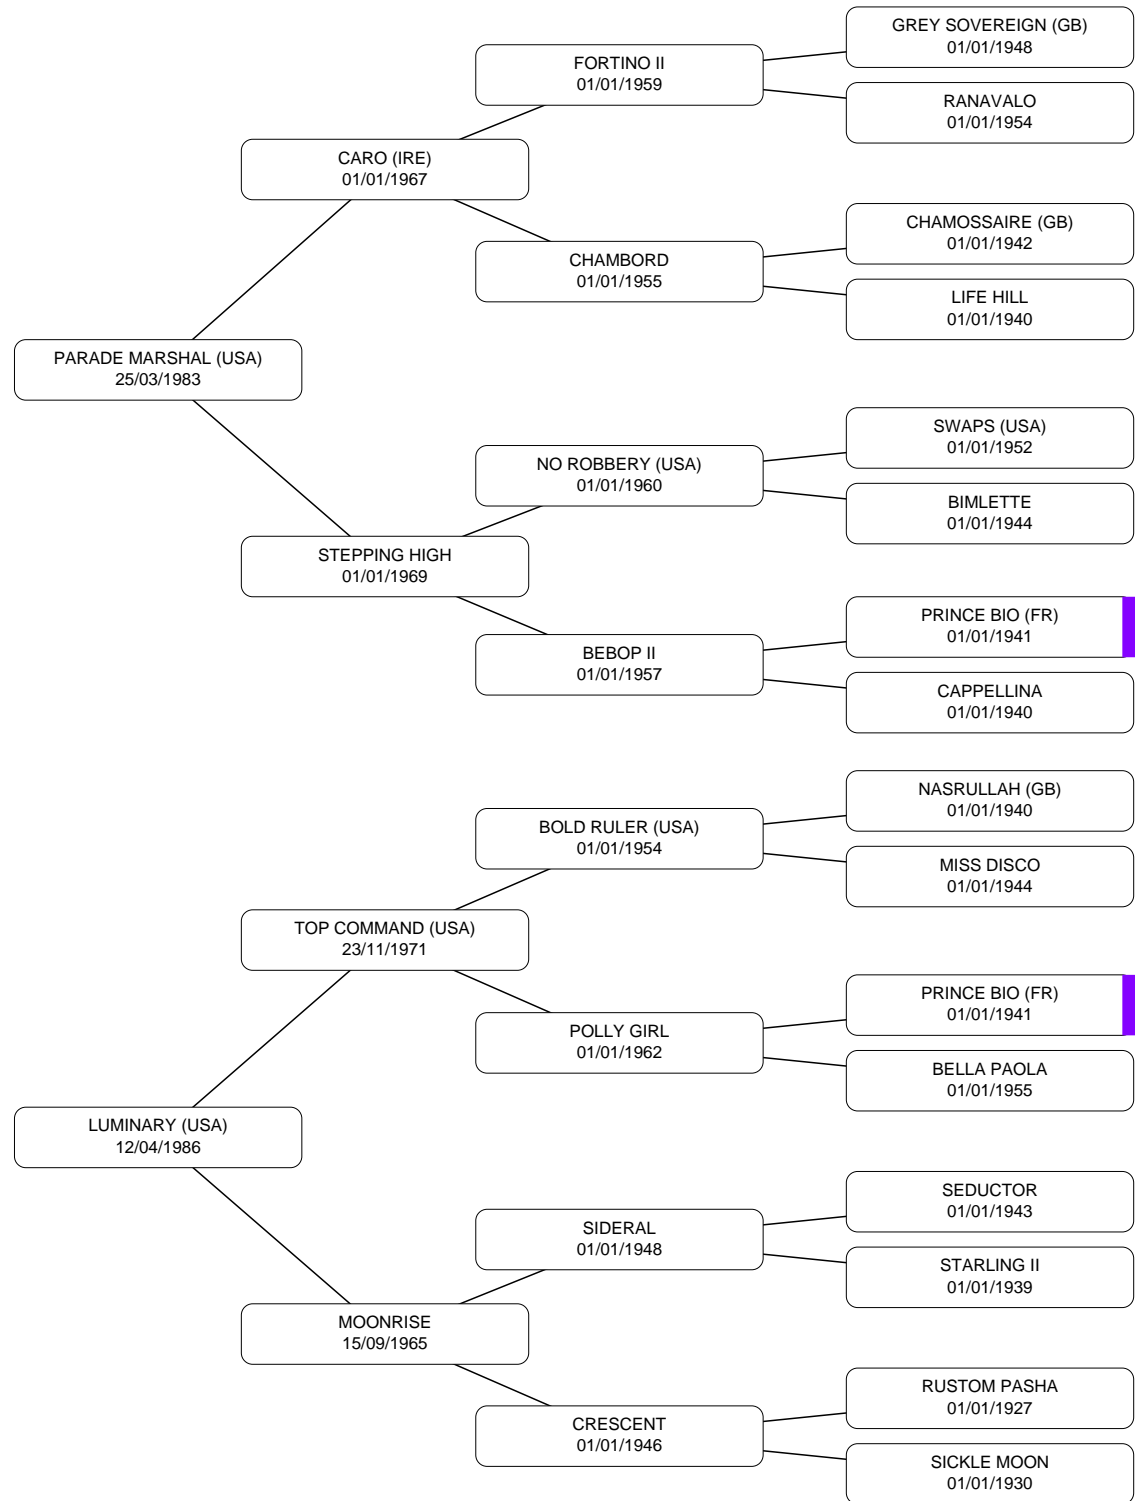 GREY SOVEREIGN (GB)
01/01/1948
FORTINO II
01/01/1959
RANAVALO
01/01/1954
CARO (IRE)
01/01/1967
CHAMOSSAIRE (GB)
01/01/1942
CHAMBORD
01/01/1955
LIFE HILL
01/01/1940
PARADE MARSHAL (USA)
25/03/1983
SWAPS (USA)
01/01/1952
NO ROBBERY (USA)
01/01/1960
BIMLETTE
01/01/1944
STEPPING HIGH
01/01/1969
PRINCE BIO (FR)
01/01/1941
BEBOP II
01/01/1957
CAPPELLINA
01/01/1940
NASRULLAH (GB)
01/01/1940
BOLD RULER (USA)
01/01/1954
MISS DISCO
01/01/1944
TOP COMMAND (USA)
23/11/1971
PRINCE BIO (FR)
01/01/1941
POLLY GIRL
01/01/1962
BELLA PAOLA
01/01/1955
LUMINARY (USA)
12/04/1986
SEDUCTOR
01/01/1943
SIDERAL
01/01/1948
STARLING II
01/01/1939
MOONRISE
15/09/1965
RUSTOM PASHA
01/01/1927
CRESCENT
01/01/1946
SICKLE MOON
01/01/1930